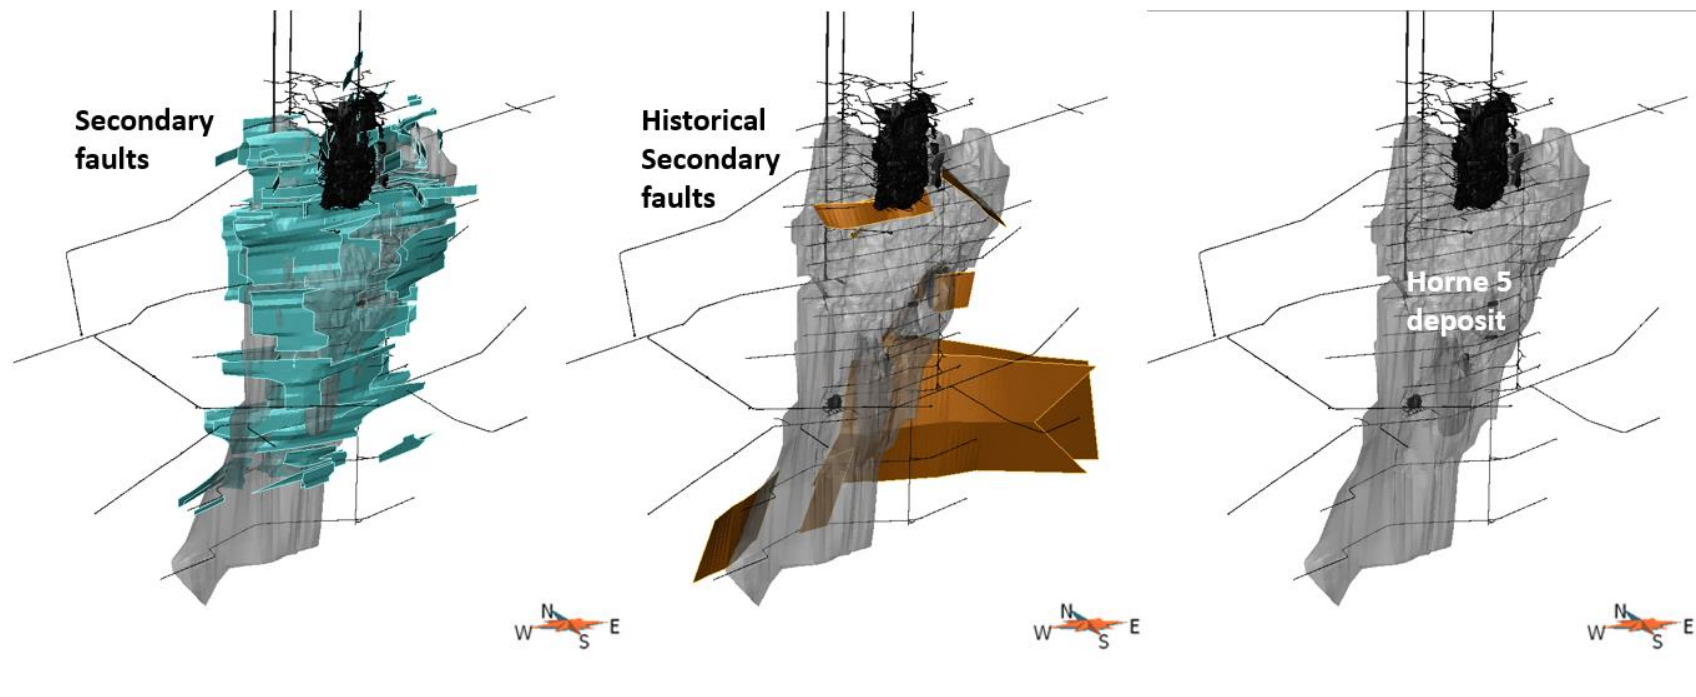 Secondary
faults
Historical
Secondary
faults
Horne 5
deposit
N
W E
S
N
W E
S
N
W E
S